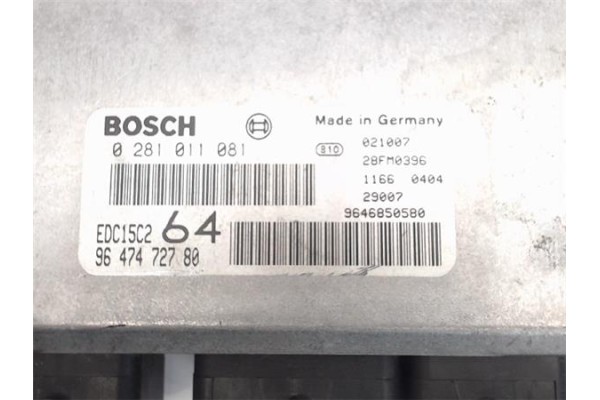 BOSCH
0 281 011 081
EDC15C2 64
96 474 727 80
Made in Germany
810 021007
28FM0396
1166 0404
29007
9646850580